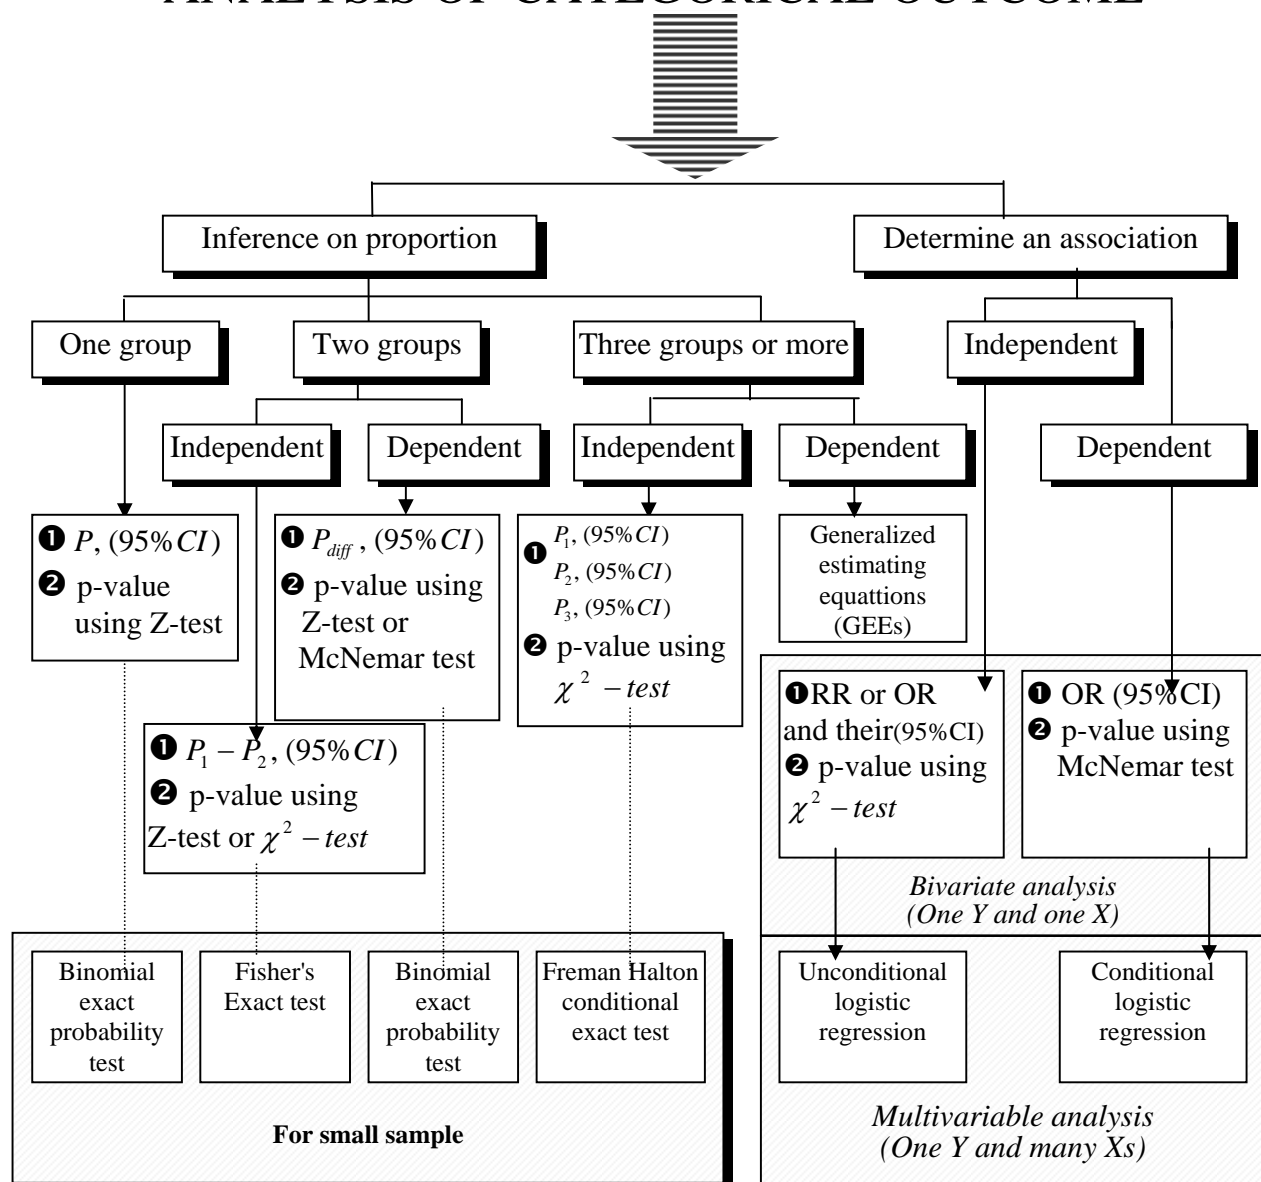 ANALYSIS OF CATEGORICAL OUTCOME
Inference on proportion
Determine an association
One group
Two groups
Three groups or more
Independent
Independent
Dependent
Independent
Dependent
Dependent
❶ P, (95%CI)
❷ p-value
using Z-test
❶ P_diff , (95%CI)
❷ p-value using
Z-test or
McNemar test
❶
P₁, (95%CI)
P₂, (95%CI)
P₃, (95%CI)
❷ p-value using
χ² − test
Generalized
estimating
equattions
(GEEs)
❶ P₁ − P₂, (95%CI)
❷ p-value using
Z-test or χ² − test
❶RR or OR
and their(95%CI)
❷ p-value using
χ² − test
❶ OR (95%CI)
❷ p-value using
McNemar test
Bivariate analysis
(One Y and one X)
Binomial
exact
probability
test
Fisher's
Exact test
Binomial
exact
probability
test
Freman Halton
conditional
exact test
For small sample
Unconditional
logistic
regression
Conditional
logistic
regression
Multivariable analysis
(One Y and many Xs)